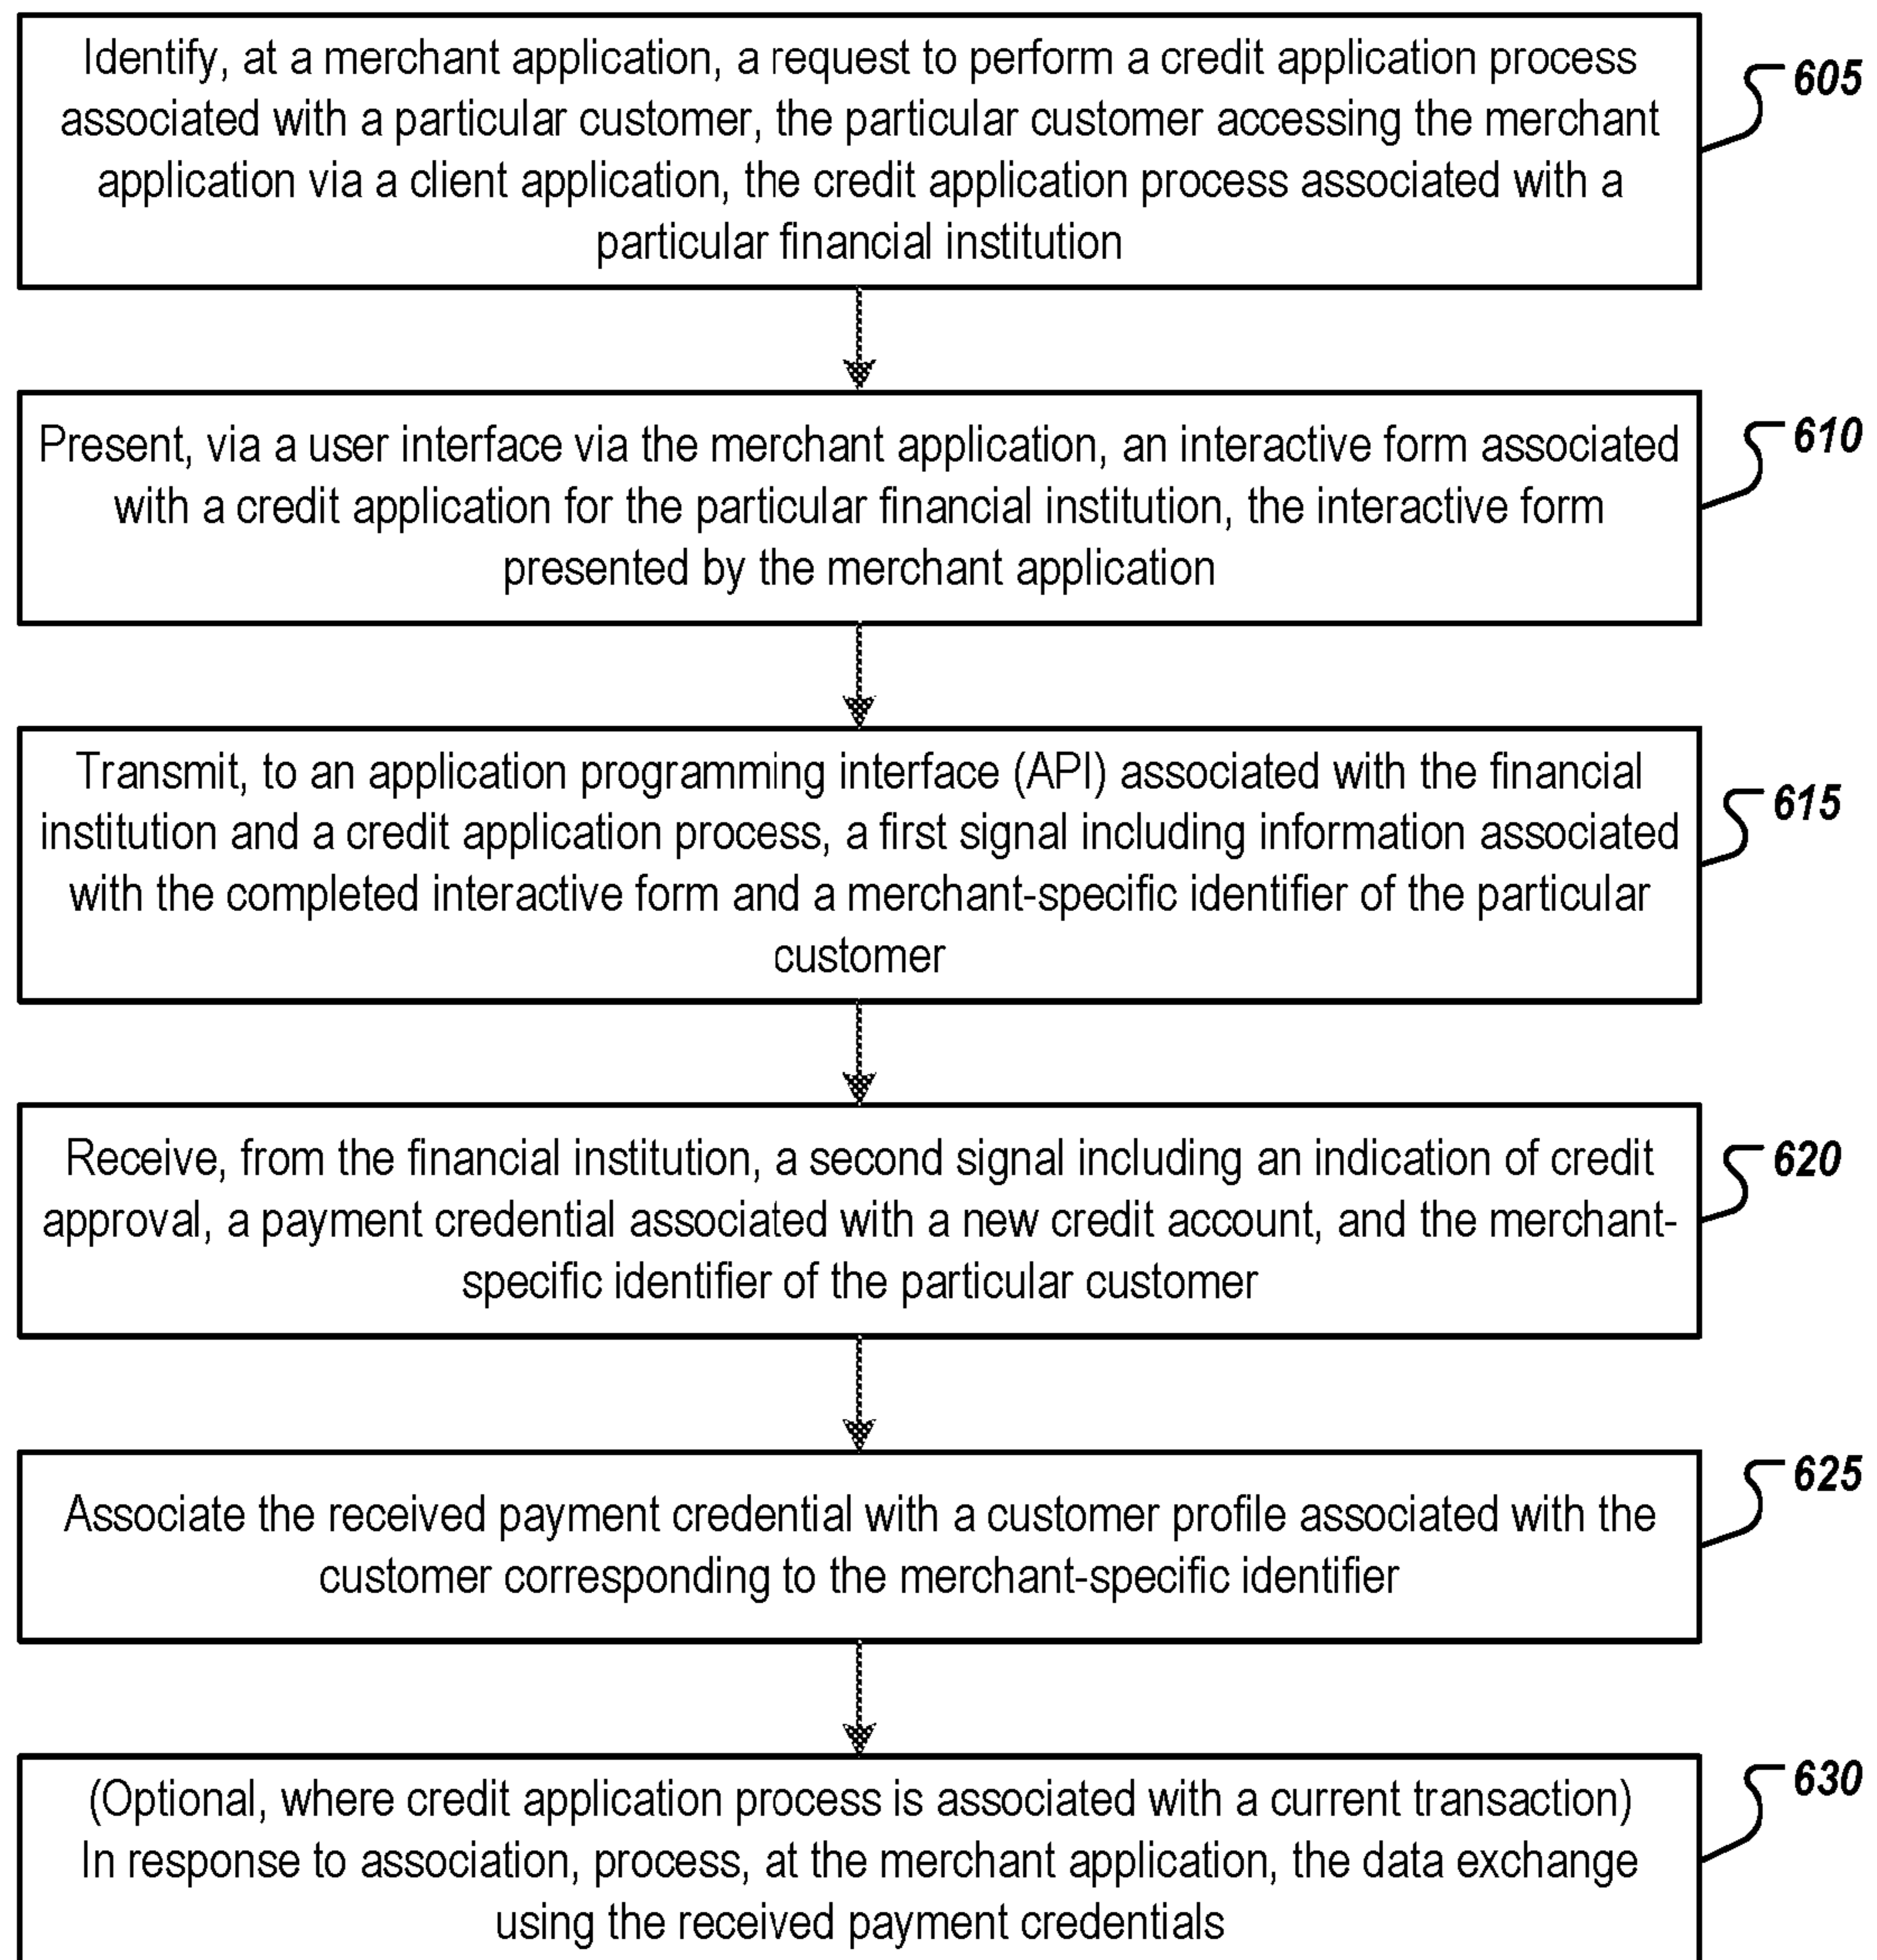 Identify, at a merchant application, a request to perform a credit application process
associated with a particular customer, the particular customer accessing the merchant
application via a client application, the credit application process associated with a
particular financial institution
605
Present, via a user interface via the merchant application, an interactive form associated
with a credit application for the particular financial institution, the interactive form
presented by the merchant application
610
Transmit, to an application programming interface (API) associated with the financial
institution and a credit application process, a first signal including information associated
with the completed interactive form and a merchant-specific identifier of the particular
customer
615
Receive, from the financial institution, a second signal including an indication of credit
approval, a payment credential associated with a new credit account, and the merchant-
specific identifier of the particular customer
620
Associate the received payment credential with a customer profile associated with the
customer corresponding to the merchant-specific identifier
625
(Optional, where credit application process is associated with a current transaction)
In response to association, process, at the merchant application, the data exchange
using the received payment credentials
630